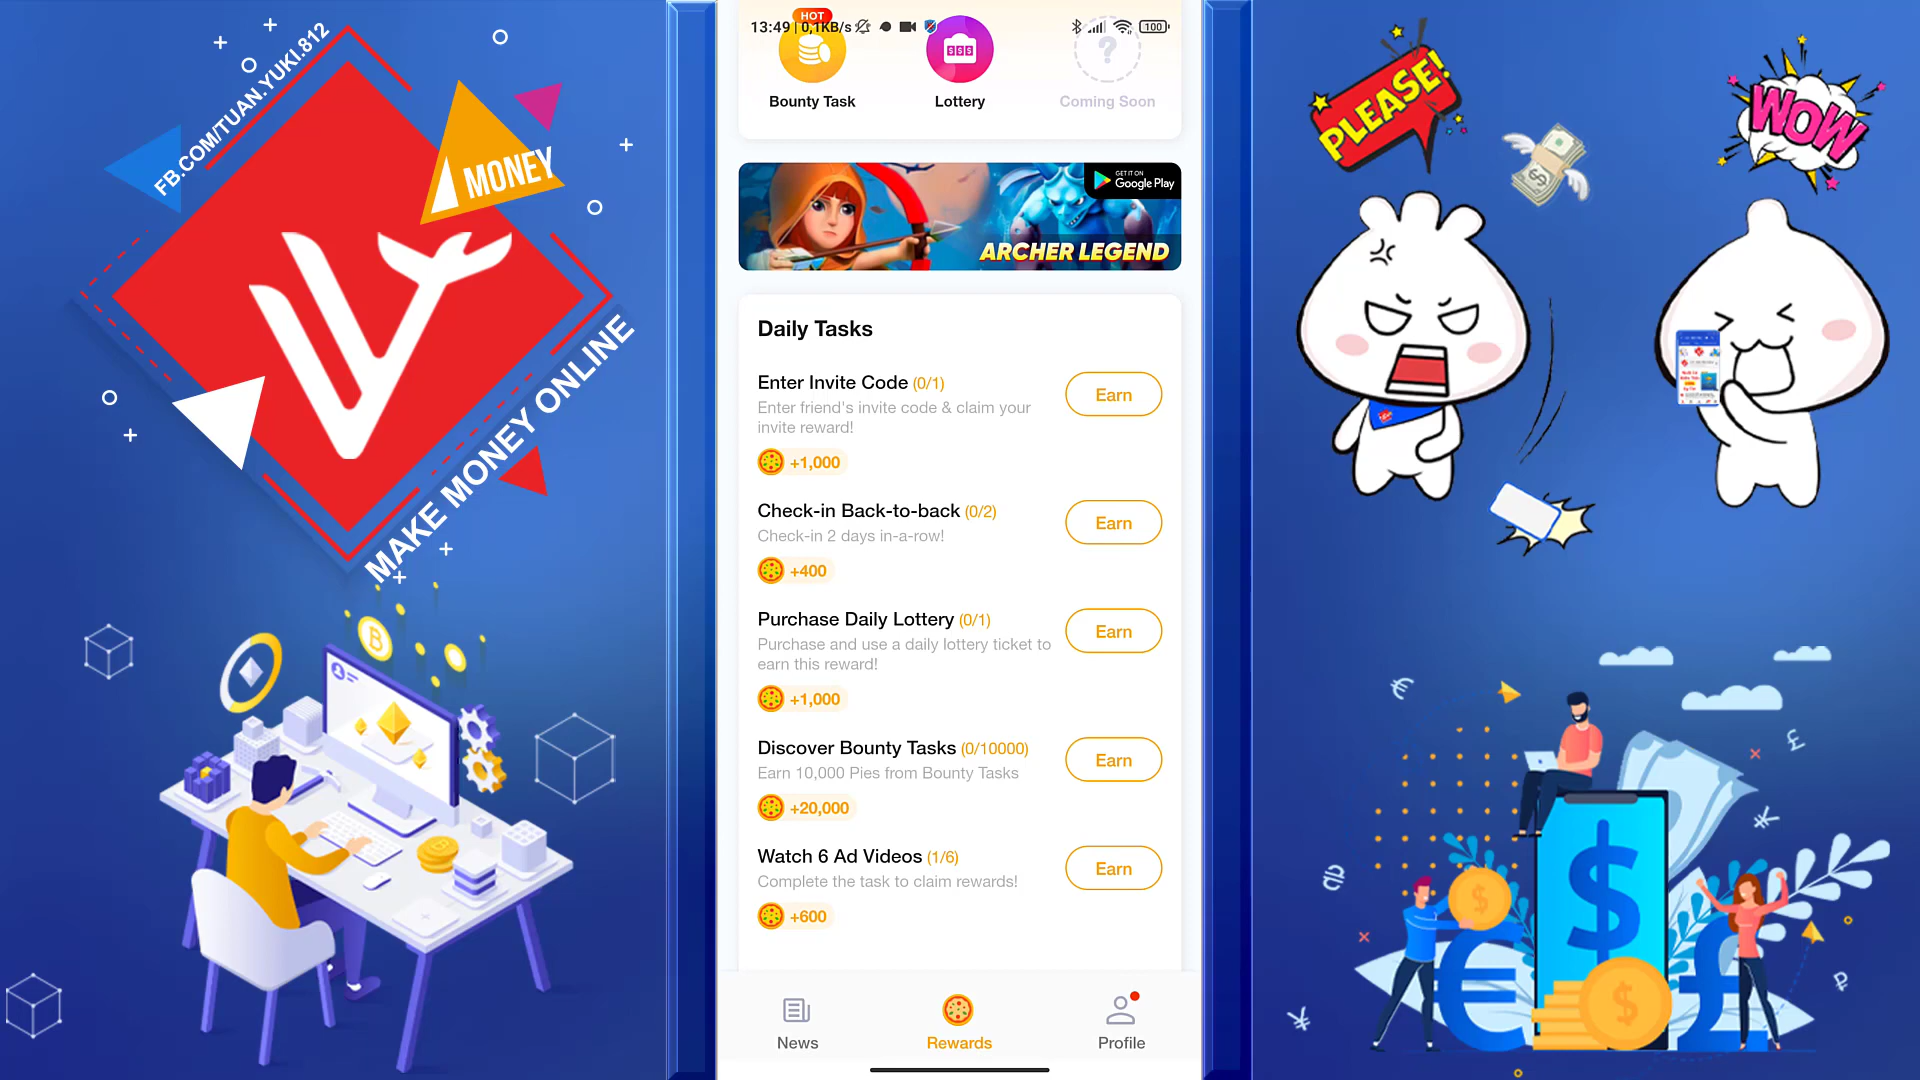 FB.COM/TUAN.YUKI.812
MONEY
MAKE MONEY ONLINE
HOT
13:49 | 0,1KB/s
100
$$$
?
Bounty Task
Lottery
Coming Soon
GET IT ON
Google Play
ARCHER LEGEND
Daily Tasks
Enter Invite Code (0/1)
Earn
Enter friend's invite code & claim your
invite reward!
+1,000
Check-in Back-to-back (0/2)
Earn
Check-in 2 days in-a-row!
+400
Purchase Daily Lottery (0/1)
Earn
Purchase and use a daily lottery ticket to
earn this reward!
+1,000
Discover Bounty Tasks (0/10000)
Earn
Earn 10,000 Pies from Bounty Tasks
+20,000
Watch 6 Ad Videos (1/6)
Earn
Complete the task to claim rewards!
+600
News
Rewards
Profile
PLEASE!
WOW